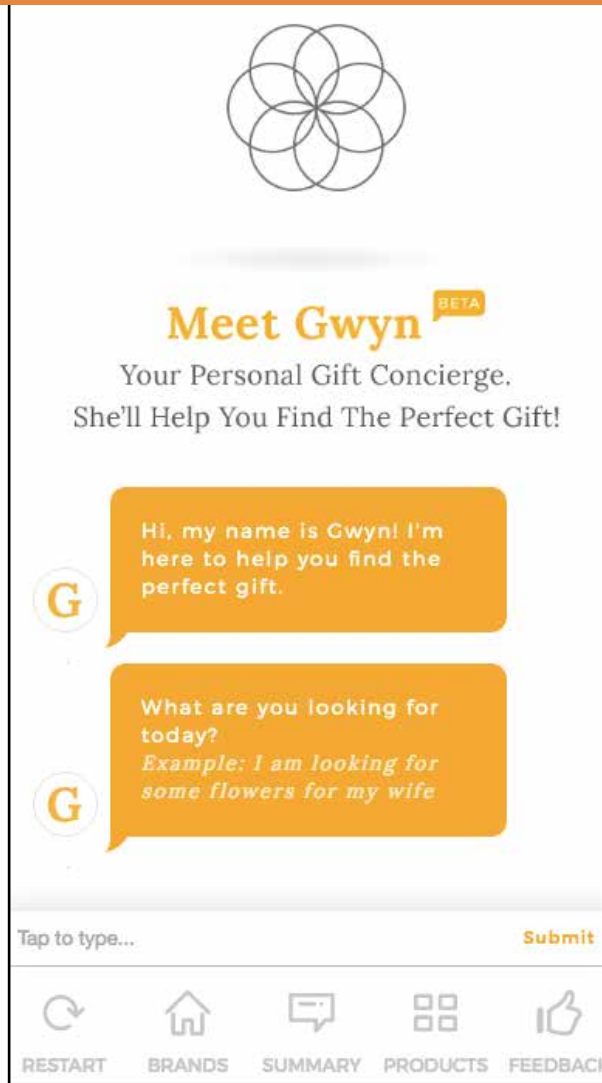 Meet Gwyn BETA
Your Personal Gift Concierge.
She'll Help You Find The Perfect Gift!
Hi, my name is Gwyn! I'm
here to help you find the
perfect gift.
G
What are you looking for
today?
Example: I am looking for
some flowers for my wife
G
Tap to type...
Submit
RESTART BRANDS SUMMARY PRODUCTS FEEDBACK